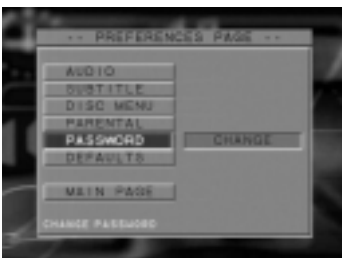 -- PREFERENCES PAGE --
AUDIO
SUBTITLE
DISC MENU
PARENTAL
PASSWORD CHANGE
DEFAULTS
MAIN PAGE
CHANGE PASSWORD